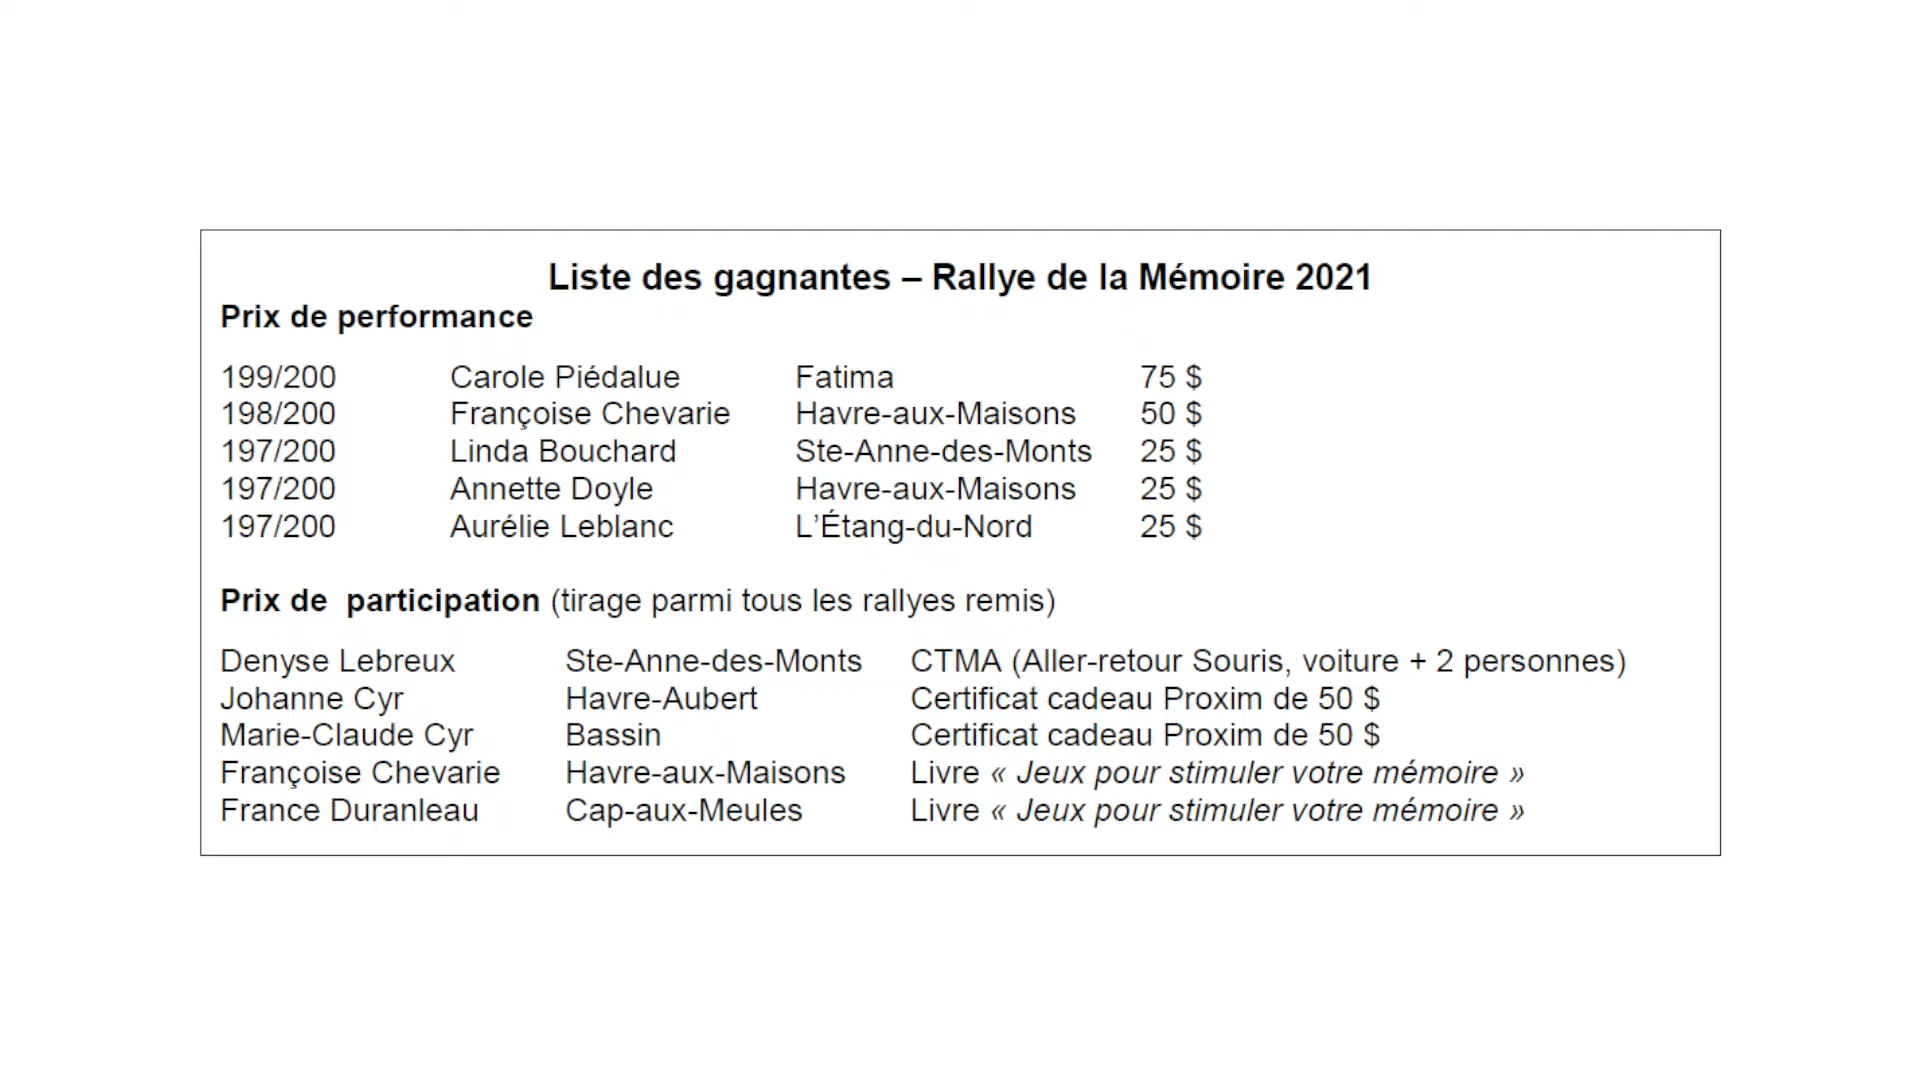 Liste des gagnantes – Rallye de la Mémoire 2021
Prix de performance
199/200 Carole Piédalue Fatima 75 $
198/200 Françoise Chevarie Havre-aux-Maisons 50 $
197/200 Linda Bouchard Ste-Anne-des-Monts 25 $
197/200 Annette Doyle Havre-aux-Maisons 25 $
197/200 Aurélie Leblanc L’Étang-du-Nord 25 $
Prix de participation (tirage parmi tous les rallyes remis)
Denyse Lebreux Ste-Anne-des-Monts CTMA (Aller-retour Souris, voiture + 2 personnes)
Johanne Cyr Havre-Aubert Certificat cadeau Proxim de 50 $
Marie-Claude Cyr Bassin Certificat cadeau Proxim de 50 $
Françoise Chevarie Havre-aux-Maisons Livre « Jeux pour stimuler votre mémoire »
France Duranleau Cap-aux-Meules Livre « Jeux pour stimuler votre mémoire »